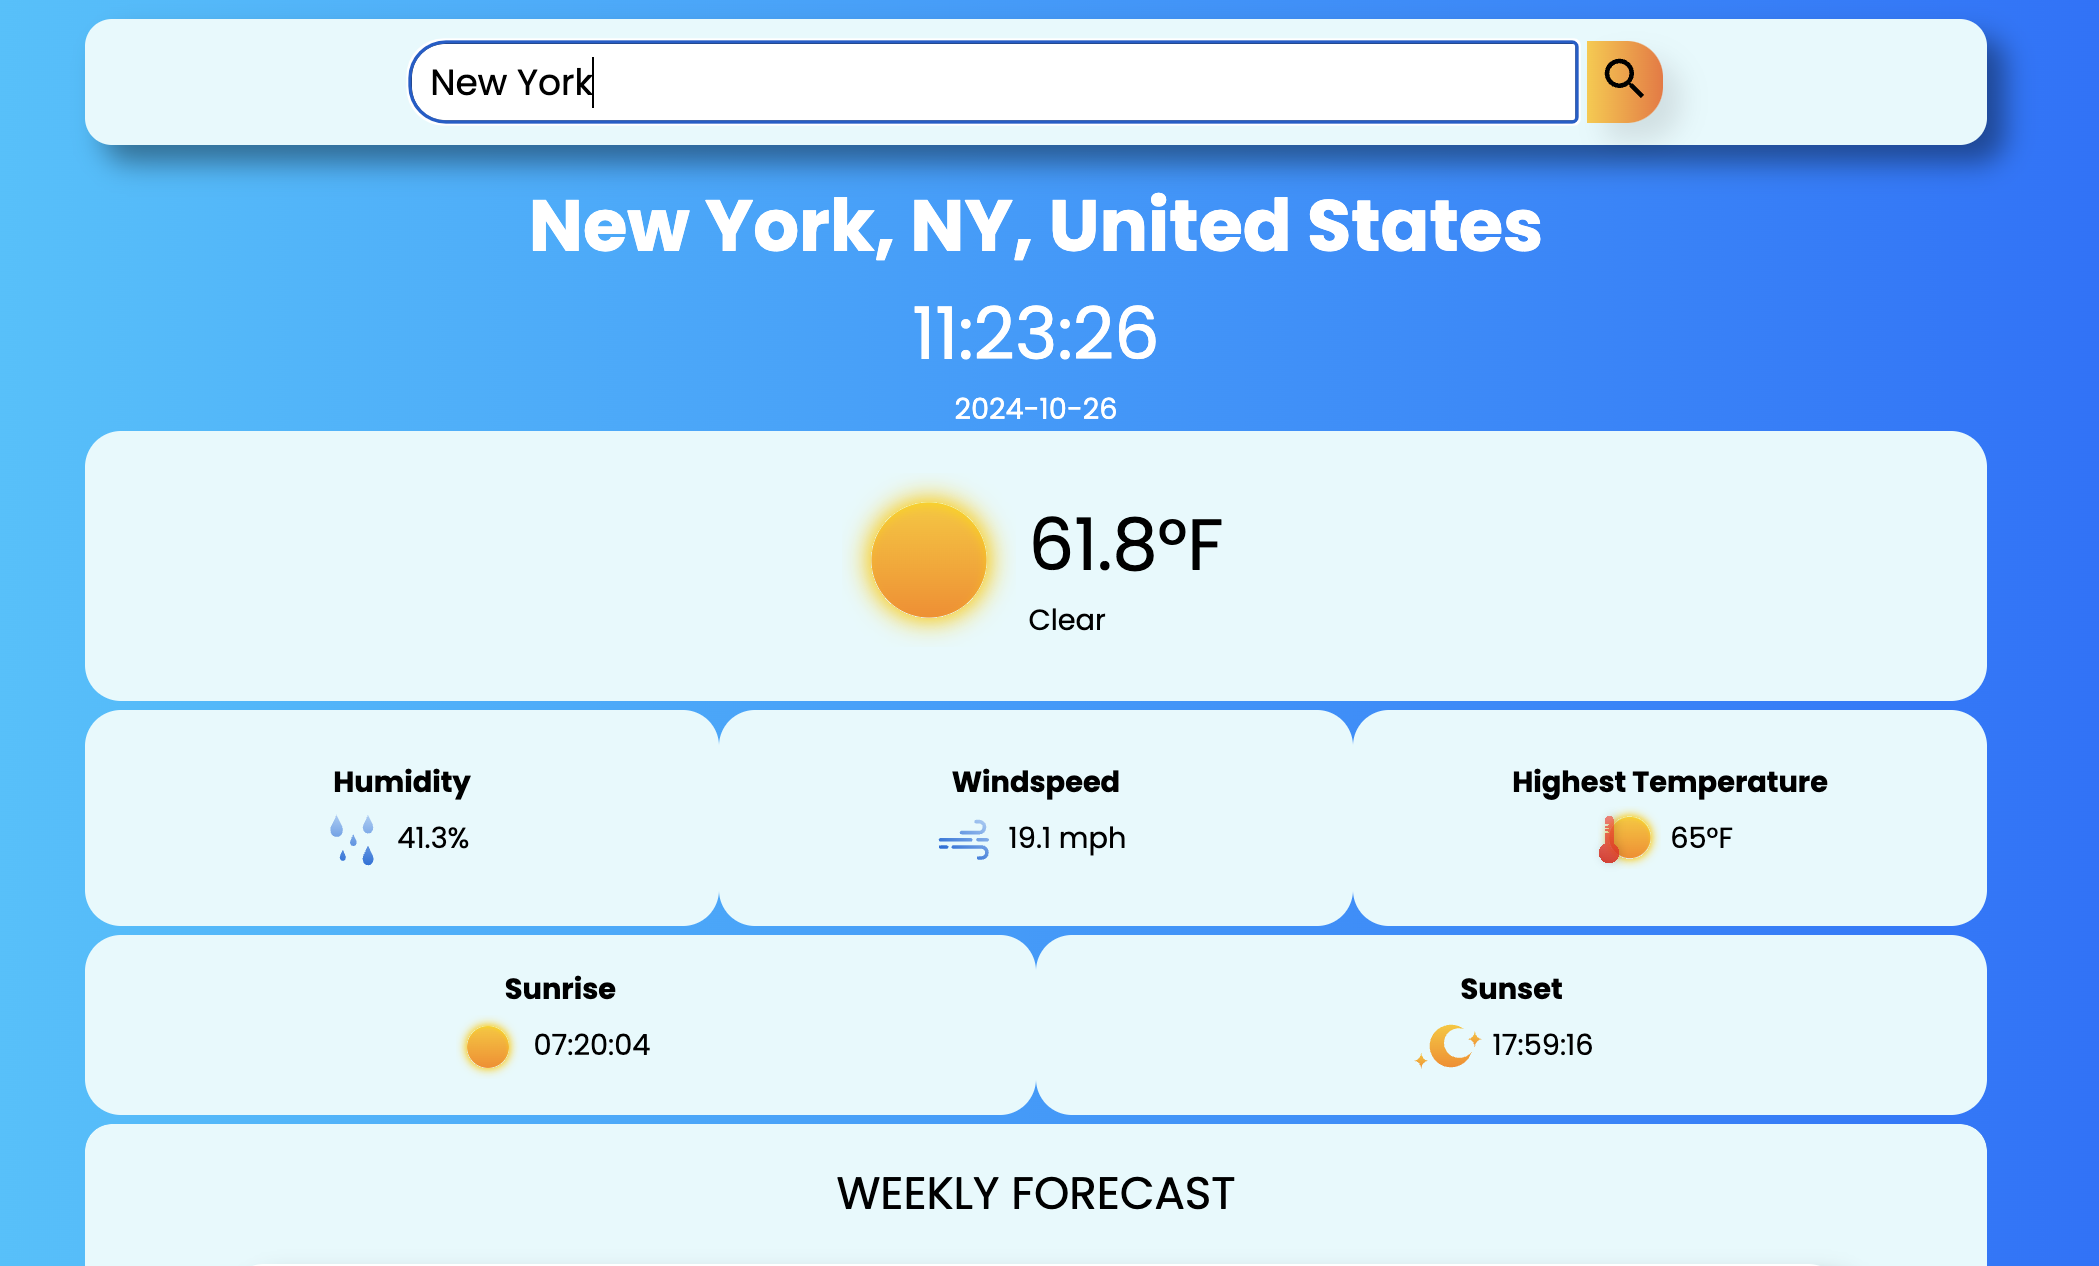 New York
New York, NY, United States
11:23:26
2024-10-26
61.8°F
Clear
Humidity
41.3%
Windspeed
19.1 mph
Highest Temperature
65°F
Sunrise
07:20:04
Sunset
17:59:16
WEEKLY FORECAST